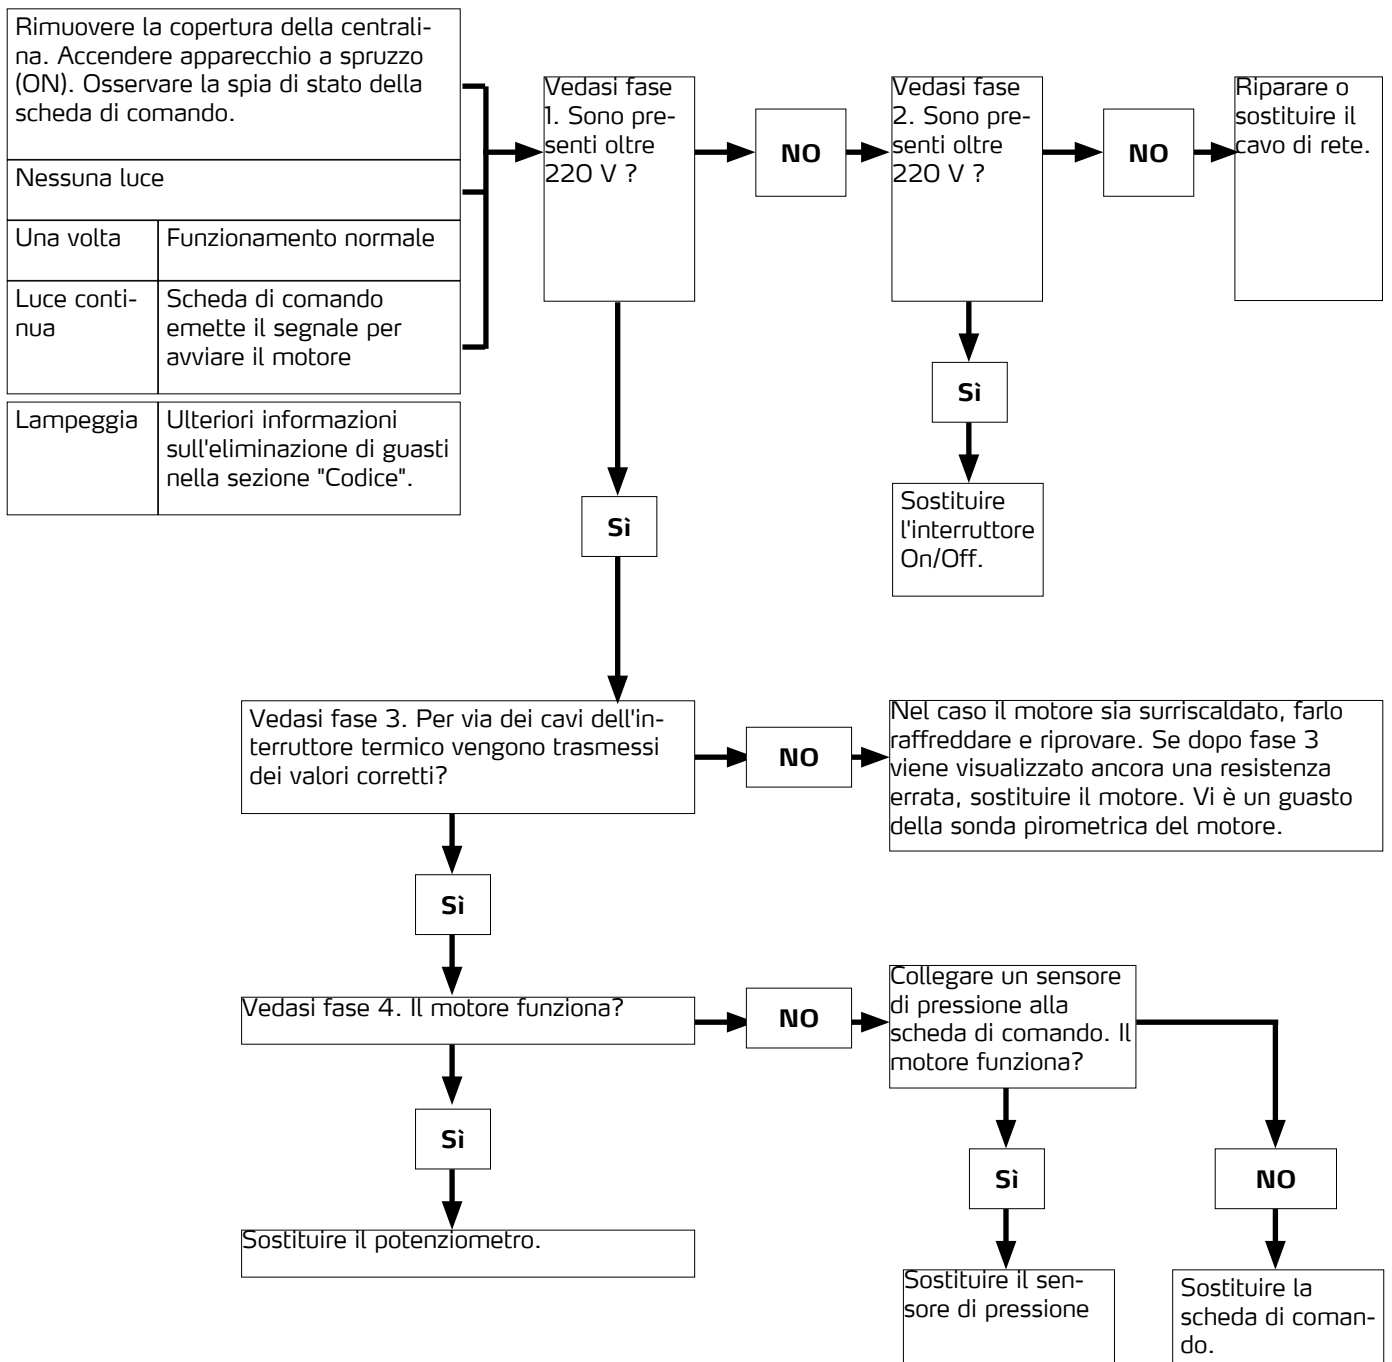 Rimuovere la copertura della centrali-
na. Accendere apparecchio a spruzzo
(ON). Osservare la spia di stato della
scheda di comando.
Nessuna luce
Una volta
Funzionamento normale
Luce conti-
nua
Scheda di comando
emette il segnale per
avviare il motore
Lampeggia
Ulteriori informazioni
sull'eliminazione di guasti
nella sezione "Codice".
Vedasi fase
1. Sono pre-
senti oltre
220 V ?
NO
Vedasi fase
2. Sono pre-
senti oltre
220 V ?
NO
Riparare o
sostituire il
cavo di rete.
Sì
Sostituire
l'interruttore
On/Off.
Sì
Vedasi fase 3. Per via dei cavi dell'in-
terruttore termico vengono trasmessi
dei valori corretti?
NO
Nel caso il motore sia surriscaldato, farlo
raffreddare e riprovare. Se dopo fase 3
viene visualizzato ancora una resistenza
errata, sostituire il motore. Vi è un guasto
della sonda pirometrica del motore.
Sì
Vedasi fase 4. Il motore funziona?
NO
Collegare un sensore
di pressione alla
scheda di comando. Il
motore funziona?
Sì
Sì
NO
Sostituire il potenziometro.
Sostituire il sen-
sore di pressione
Sostituire la
scheda di coman-
do.